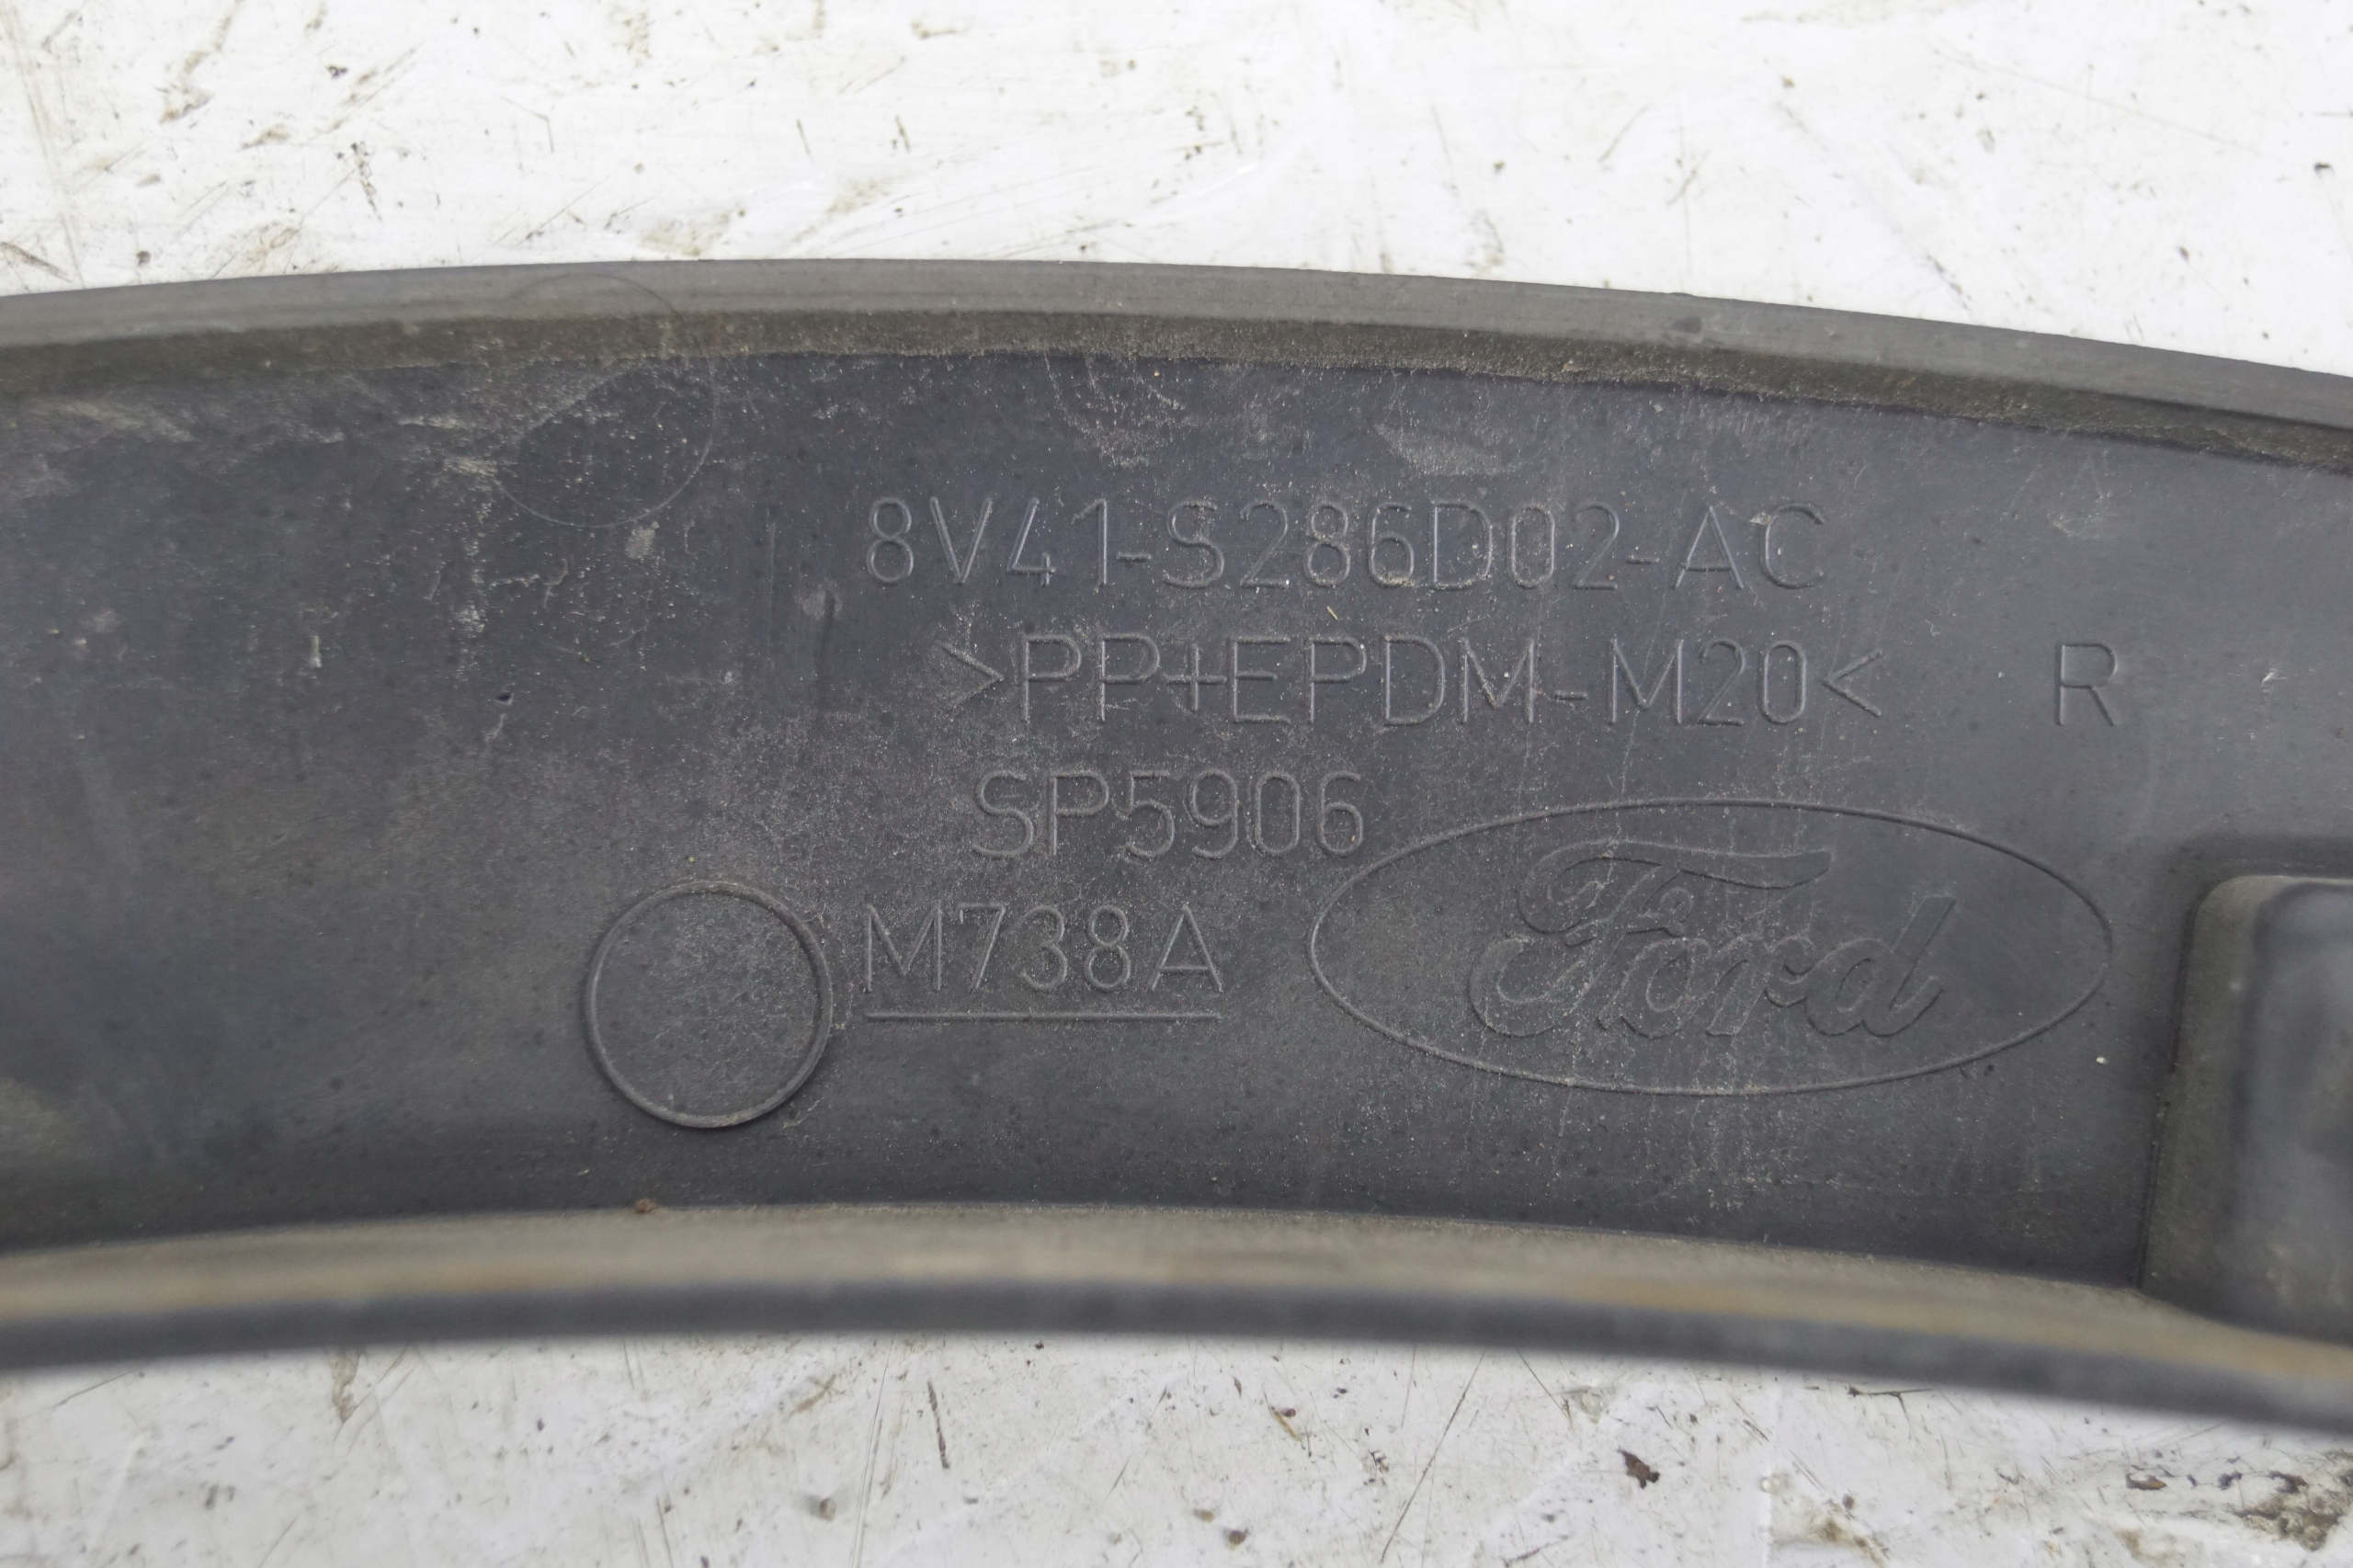 8V41-S286D02-AC
>PP+EPDM-M20< R
SP5906
M738A
Ford